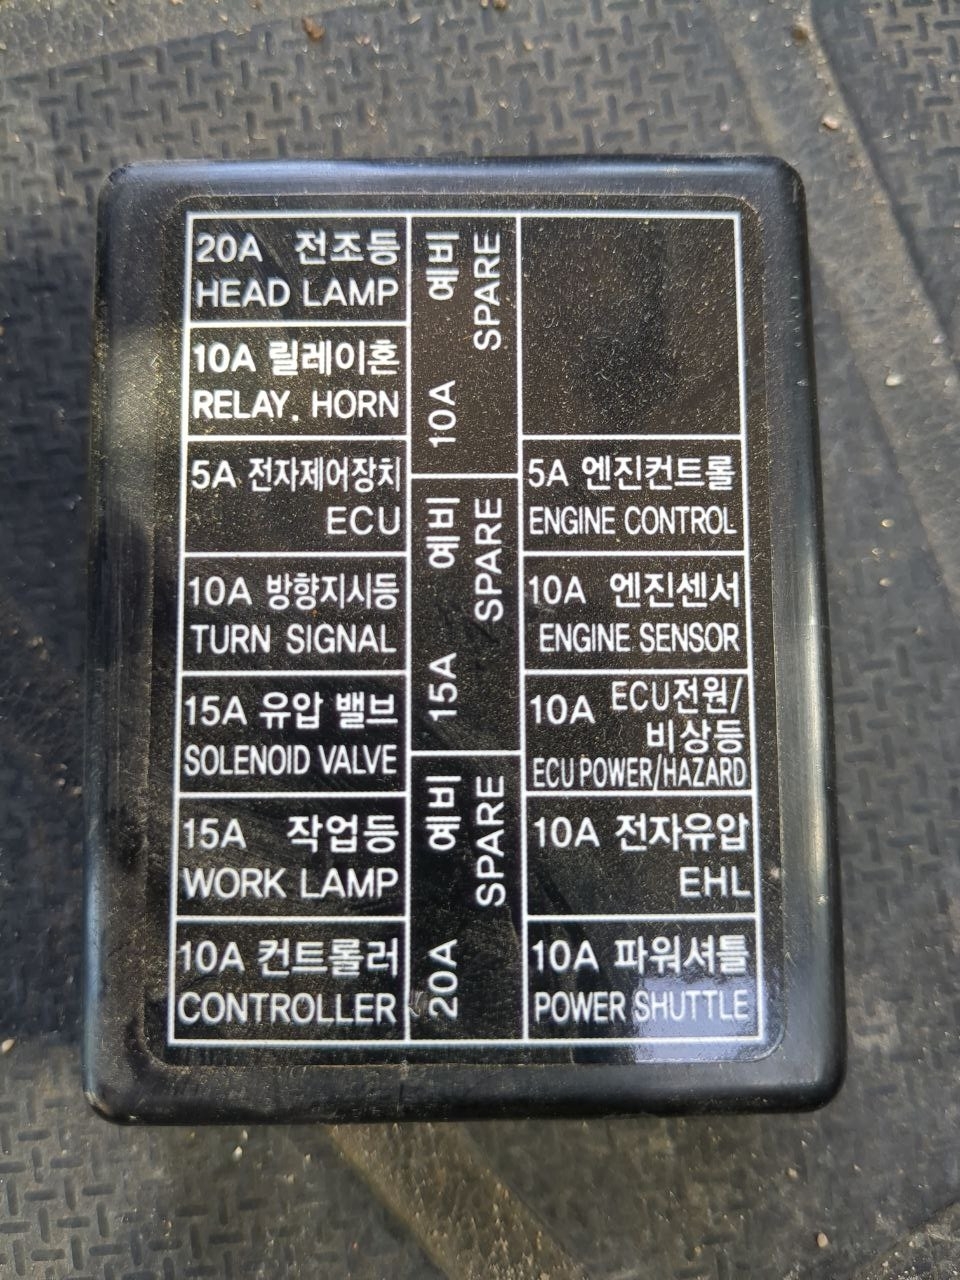 20A 전조등
HEAD LAMP
10A 릴레이혼
RELAY. HORN
5A 전자제어장치
ECU
10A 방향지시등
TURN SIGNAL
15A 유압 밸브
SOLENOID VALVE
15A 작업등
WORK LAMP
10A 컨트롤러
CONTROLLER
10A 예비
SPARE
15A 예비
SPARE
20A 예비
SPARE
5A 엔진컨트롤
ENGINE CONTROL
10A 엔진센서
ENGINE SENSOR
10A ECU전원/
비상등
ECU POWER/HAZARD
10A 전자유압
EHL
10A 파워셔틀
POWER SHUTTLE